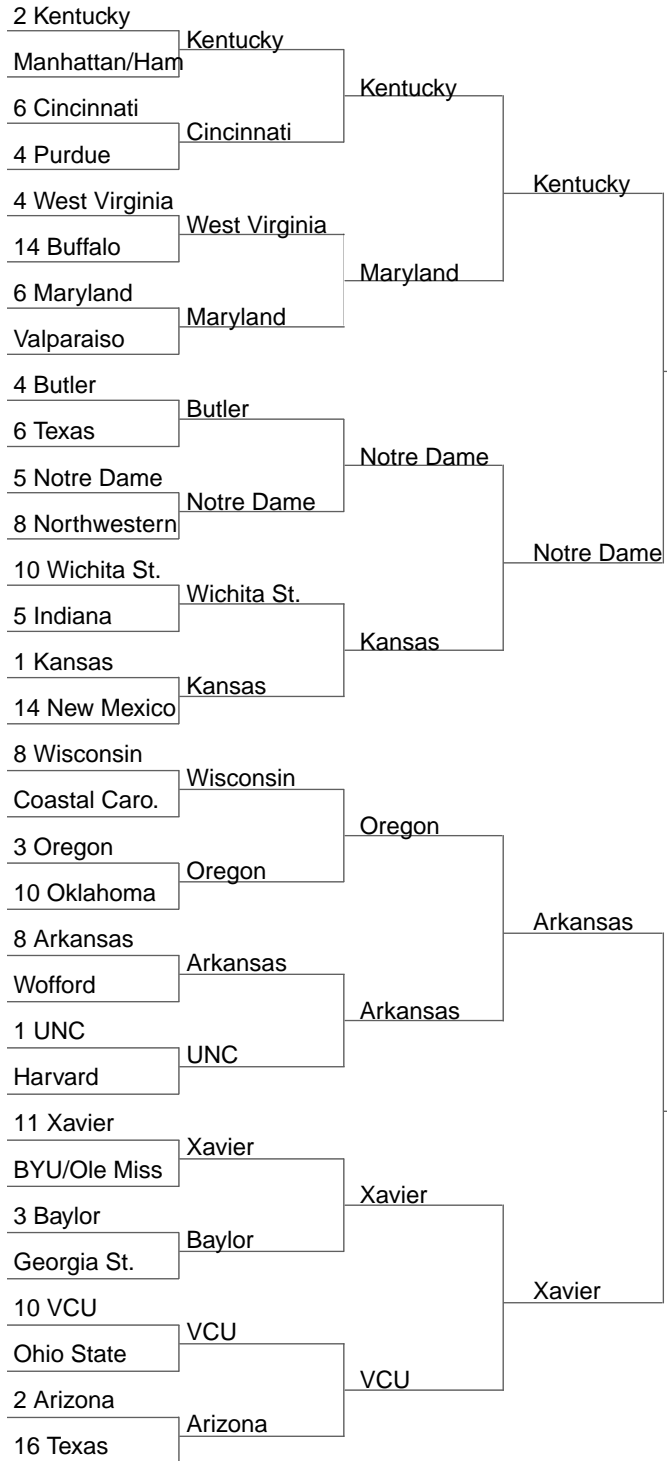 2 Kentucky
Manhattan/Ham
6 Cincinnati
4 Purdue
4 West Virginia
14 Buffalo
6 Maryland
Valparaiso
4 Butler
6 Texas
5 Notre Dame
8 Northwestern
10 Wichita St.
5 Indiana
1 Kansas
14 New Mexico
8 Wisconsin
Coastal Caro.
3 Oregon
10 Oklahoma
8 Arkansas
Wofford
1 UNC
Harvard
11 Xavier
BYU/Ole Miss
3 Baylor
Georgia St.
10 VCU
Ohio State
2 Arizona
16 Texas
Kentucky
Cincinnati
West Virginia
Maryland
Butler
Notre Dame
Wichita St.
Kansas
Wisconsin
Oregon
Arkansas
UNC
Xavier
Baylor
VCU
Arizona
Kentucky
Maryland
Notre Dame
Kansas
Oregon
Arkansas
Xavier
VCU
Kentucky
Notre Dame
Arkansas
Xavier